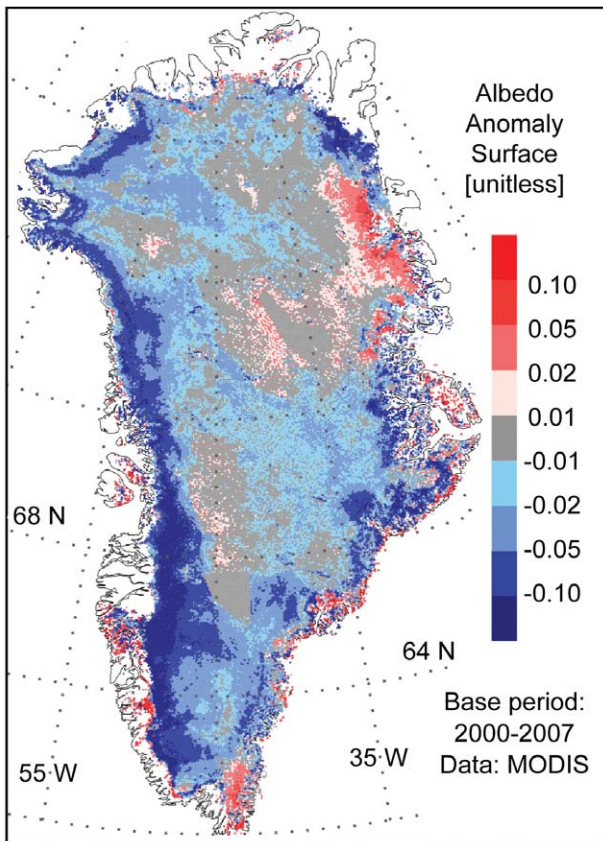 Albedo
Anomaly
Surface
[unitless]
0.10
0.05
0.02
0.01
-0.01
-0.02
-0.05
-0.10
68 N
64 N
55 W
35 W
Base period:
2000-2007
Data: MODIS